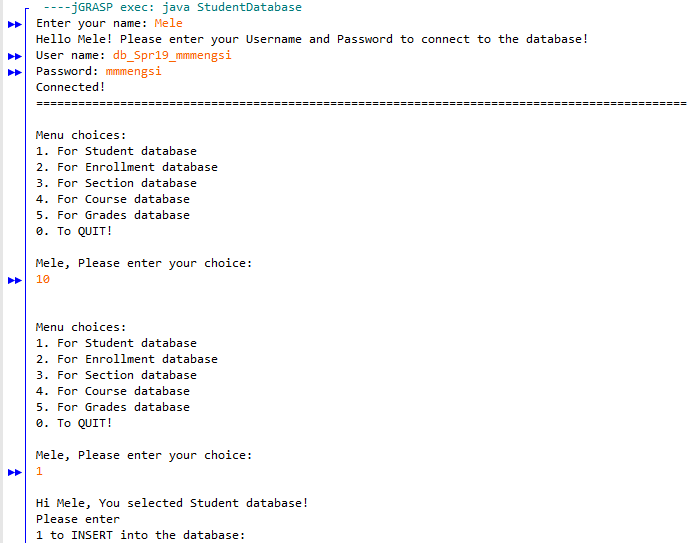 ----jGRASP exec: java StudentDatabase
Enter your name: Mele
Hello Mele! Please enter your Username and Password to connect to the database!
User name: db_Spr19_mmmengsi
Password: mmmengsi
Connected!
=============================================================================================
Menu choices:
1. For Student database
2. For Enrollment database
3. For Section database
4. For Course database
5. For Grades database
0. To QUIT!
Mele, Please enter your choice:
10
Menu choices:
1. For Student database
2. For Enrollment database
3. For Section database
4. For Course database
5. For Grades database
0. To QUIT!
Mele, Please enter your choice:
1
Hi Mele, You selected Student database!
Please enter
1 to INSERT into the database: